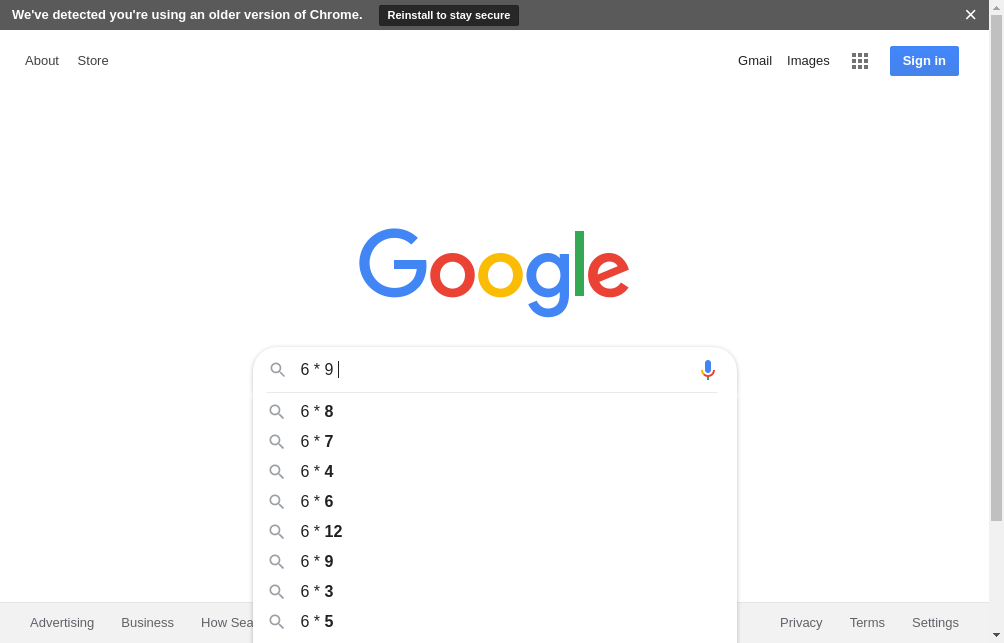 We've detected you're using an older version of Chrome. Reinstall to stay secure
About Store Gmail Images Sign in
Google
6 * 9
6 * 8
6 * 7
6 * 4
6 * 6
6 * 12
6 * 9
6 * 3
6 * 5
Advertising Business How Sea Privacy Terms Settings